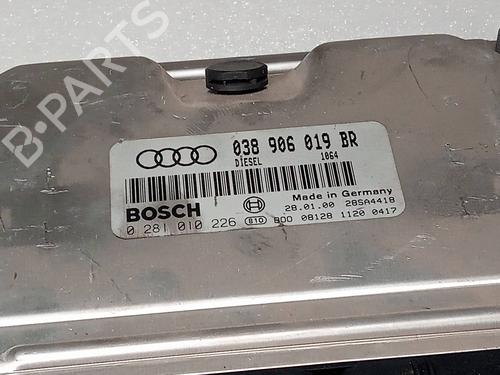 B-PARTS
038 906 019 BR
DIESEL 1064
BOSCH Made in Germany
28.01.00 28SA4418
0 281 010 226 e10 800 08128 1120 0417